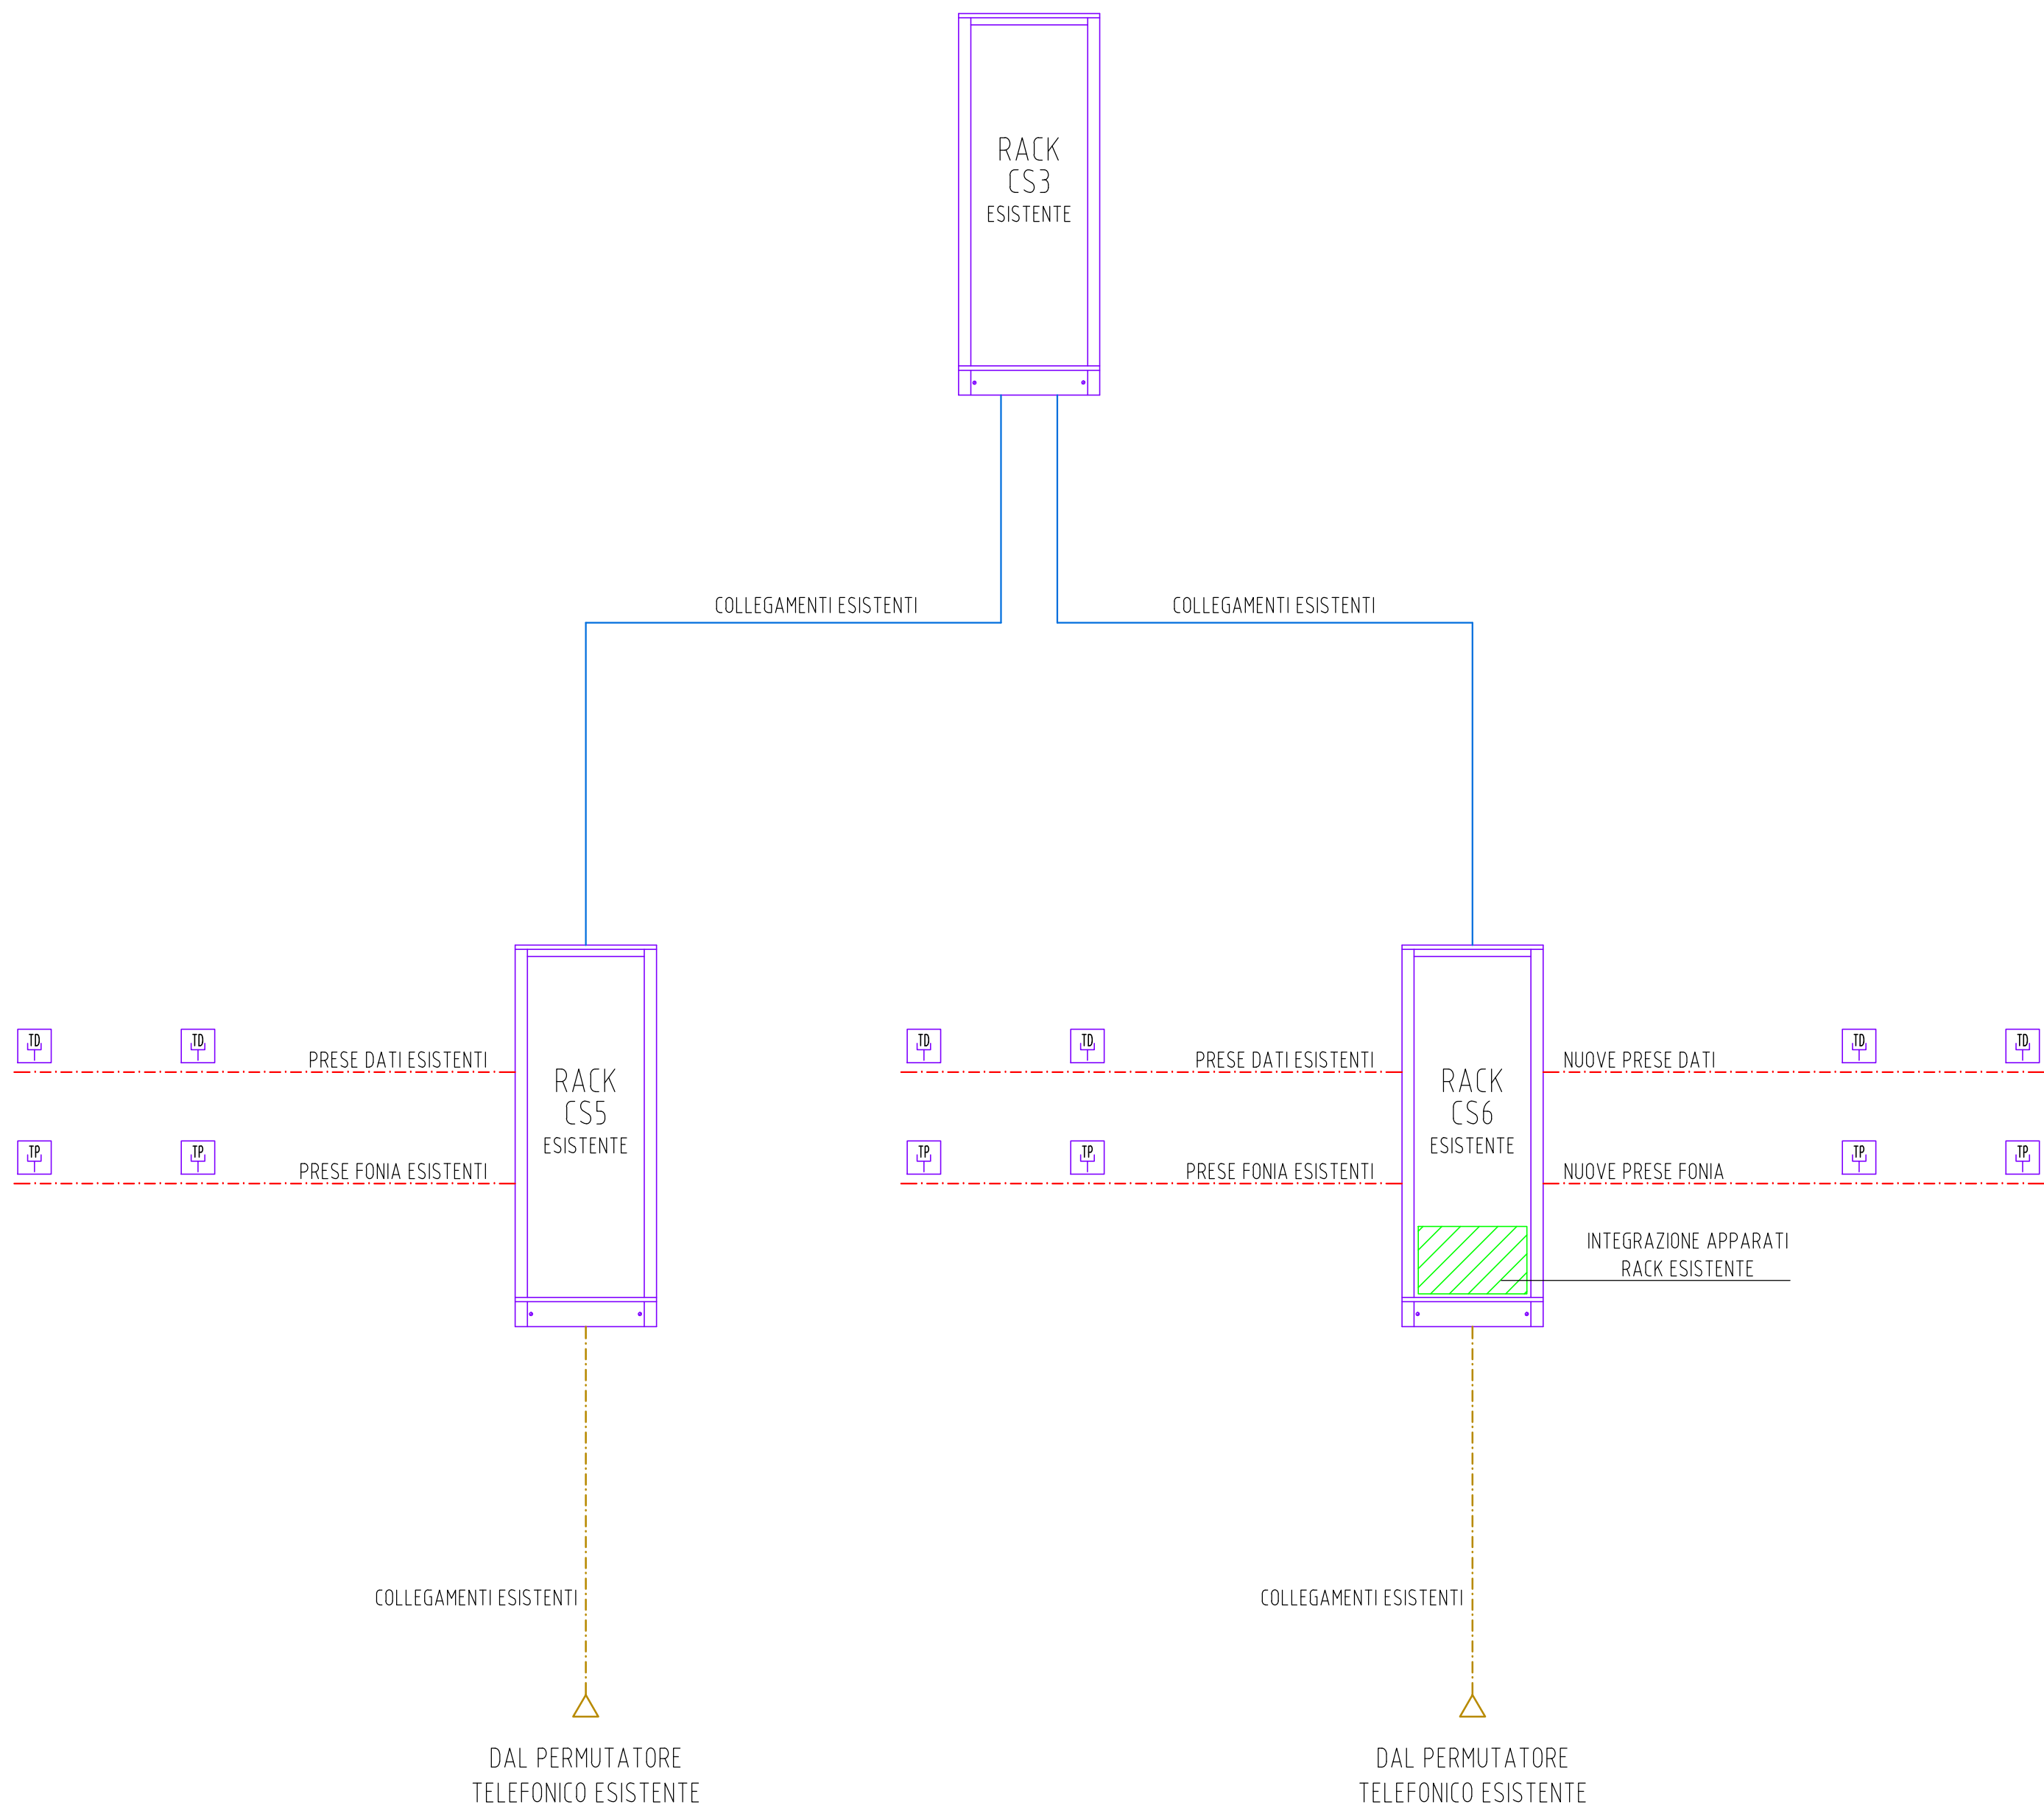 RACK
CS3
ESISTENTE
COLLEGAMENTI ESISTENTI
COLLEGAMENTI ESISTENTI
TD
TD
PRESE DATI ESISTENTI
TP
TP
PRESE FONIA ESISTENTI
RACK
CS5
ESISTENTE
TD
TD
PRESE DATI ESISTENTI
TP
TP
PRESE FONIA ESISTENTI
RACK
CS6
ESISTENTE
NUOVE PRESE DATI
TD
TD
NUOVE PRESE FONIA
TP
TP
INTEGRAZIONE APPARATI
RACK ESISTENTE
COLLEGAMENTI ESISTENTI
COLLEGAMENTI ESISTENTI
DAL PERMUTATORE
TELEFONICO ESISTENTE
DAL PERMUTATORE
TELEFONICO ESISTENTE